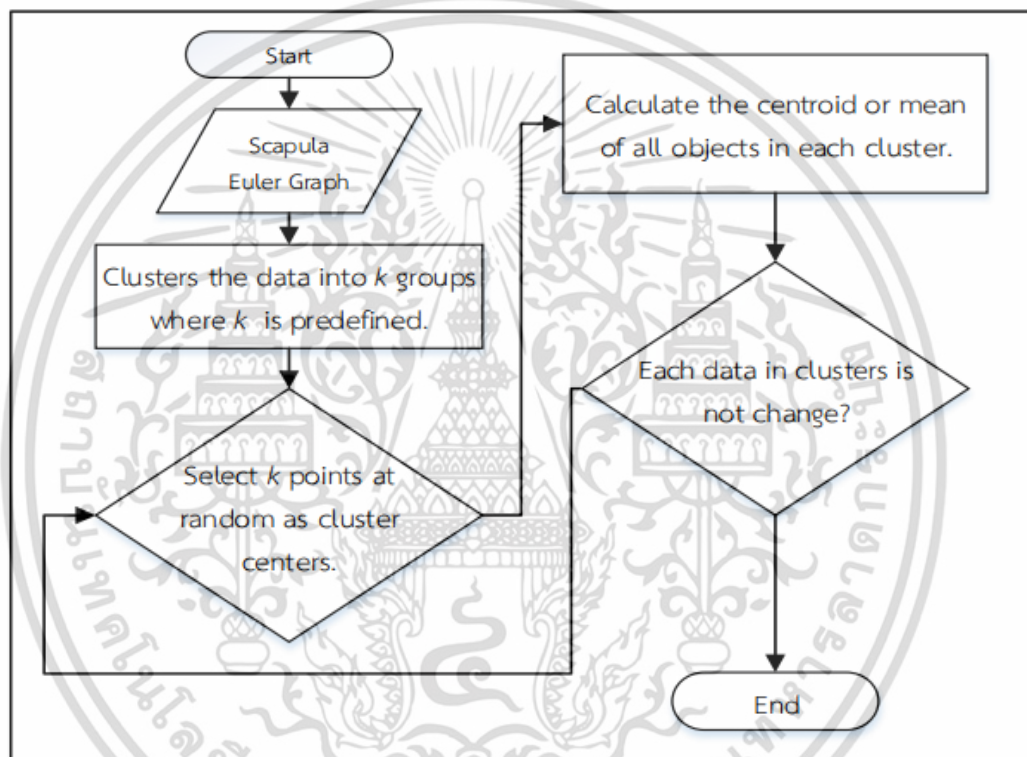 Start
Scapula
Euler Graph
Clusters the data into k groups
where k is predefined.
Select k points at
random as cluster
centers.
Calculate the centroid or mean
of all objects in each cluster.
Each data in clusters is
not change?
End